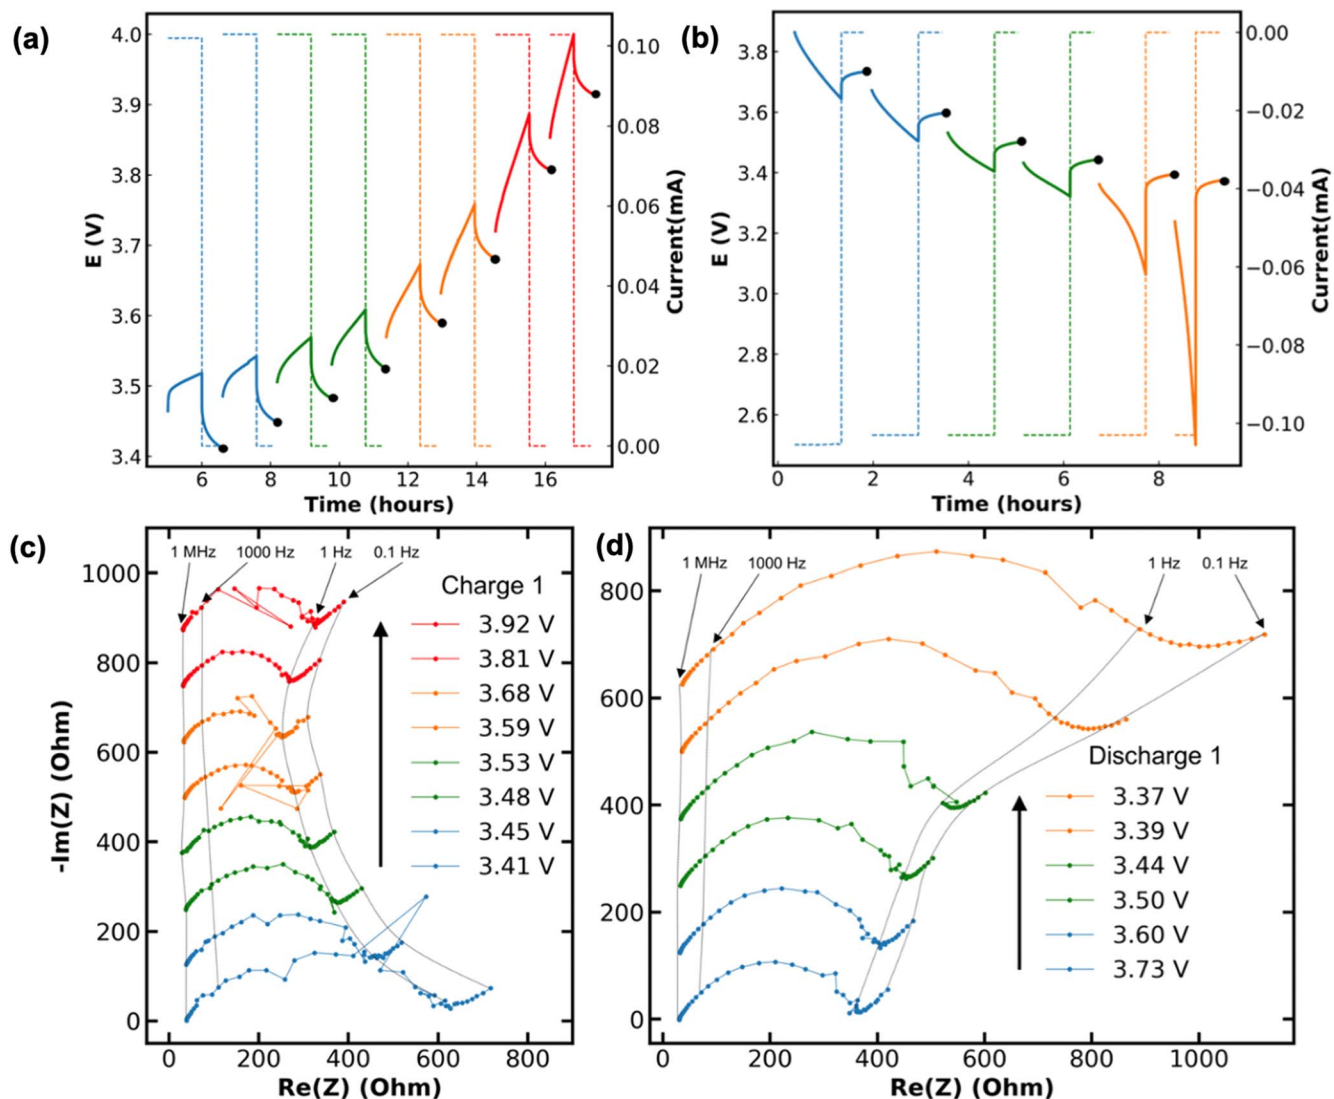 (a)
4.0
3.9
3.8
3.7
3.6
3.5
3.4
E (V)
6
8
10
12
14
16
Time (hours)
0.10
0.08
0.06
0.04
0.02
0.00
Current(mA)
(b)
3.8
3.6
3.4
3.2
3.0
2.8
2.6
E (V)
0
2
4
6
8
Time (hours)
0.00
−0.02
−0.04
−0.06
−0.08
−0.10
Current(mA)
(c)
1000
800
600
400
200
0
-Im(Z) (Ohm)
1 MHz
1000 Hz
1 Hz
0.1 Hz
Charge 1
3.92 V
3.81 V
3.68 V
3.59 V
3.53 V
3.48 V
3.45 V
3.41 V
0
200
400
600
800
Re(Z) (Ohm)
(d)
800
600
400
200
0
1 MHz
1000 Hz
1 Hz
0.1 Hz
Discharge 1
3.37 V
3.39 V
3.44 V
3.50 V
3.60 V
3.73 V
0
200
400
600
800
1000
Re(Z) (Ohm)